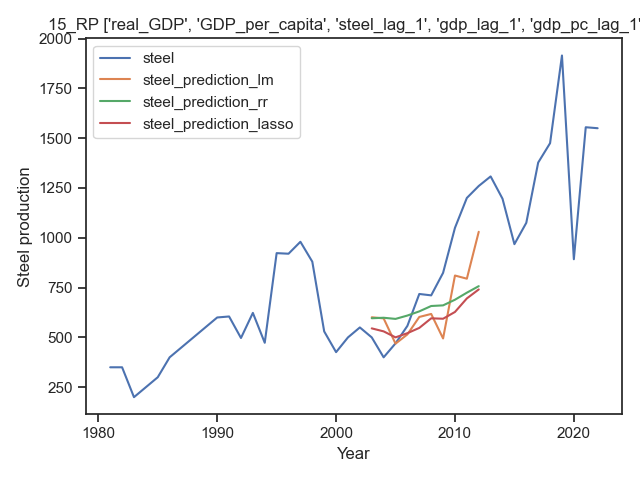 15_RP ['real_GDP', 'GDP_per_capita', 'steel_lag_1', 'gdp_lag_1', 'gdp_pc_lag_1'
steel
steel_prediction_lm
steel_prediction_rr
steel_prediction_lasso
Steel production
2000
1750
1500
1250
1000
750
500
250
1980
1990
2000
2010
2020
Year